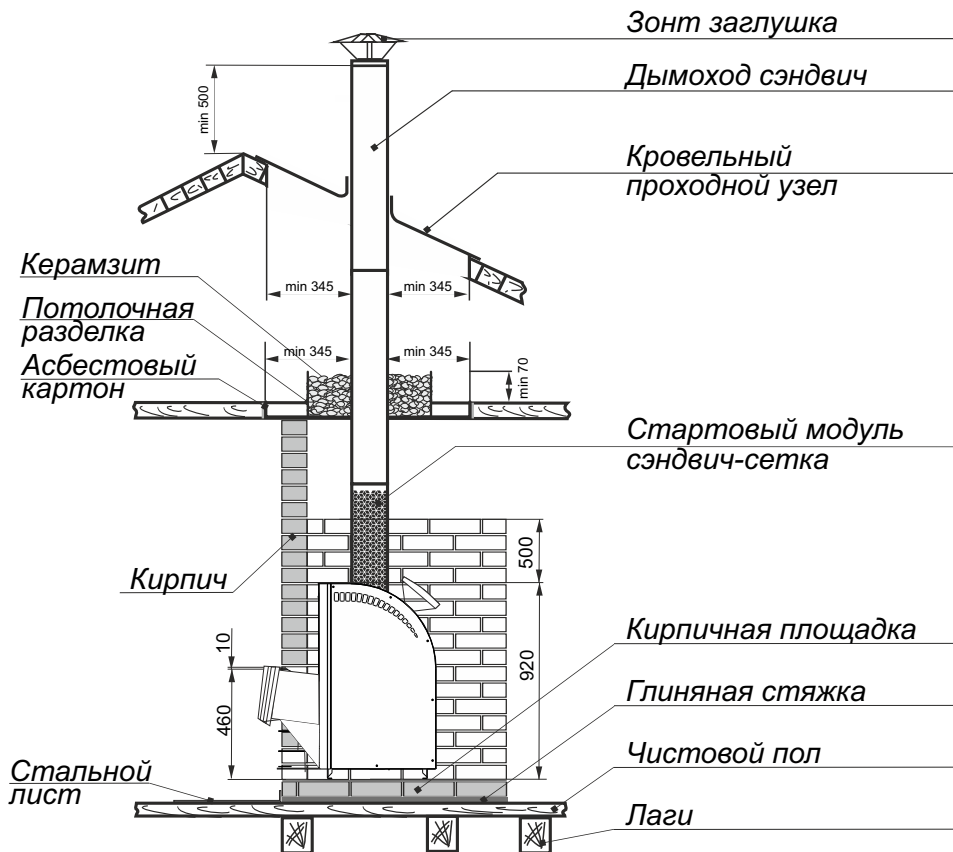 Зонт заглушка
Дымоход сэндвич
min 500
Кровельный
проходной узел
Керамзит
min 345
min 345
Потолочная
разделка
min 345
min 345
min 70
Асбестовый
картон
Стартовый модуль
сэндвич-сетка
500
Кирпич
10
920
Кирпичная площадка
460
Глиняная стяжка
Чистовой пол
Стальной
лист
Лаги